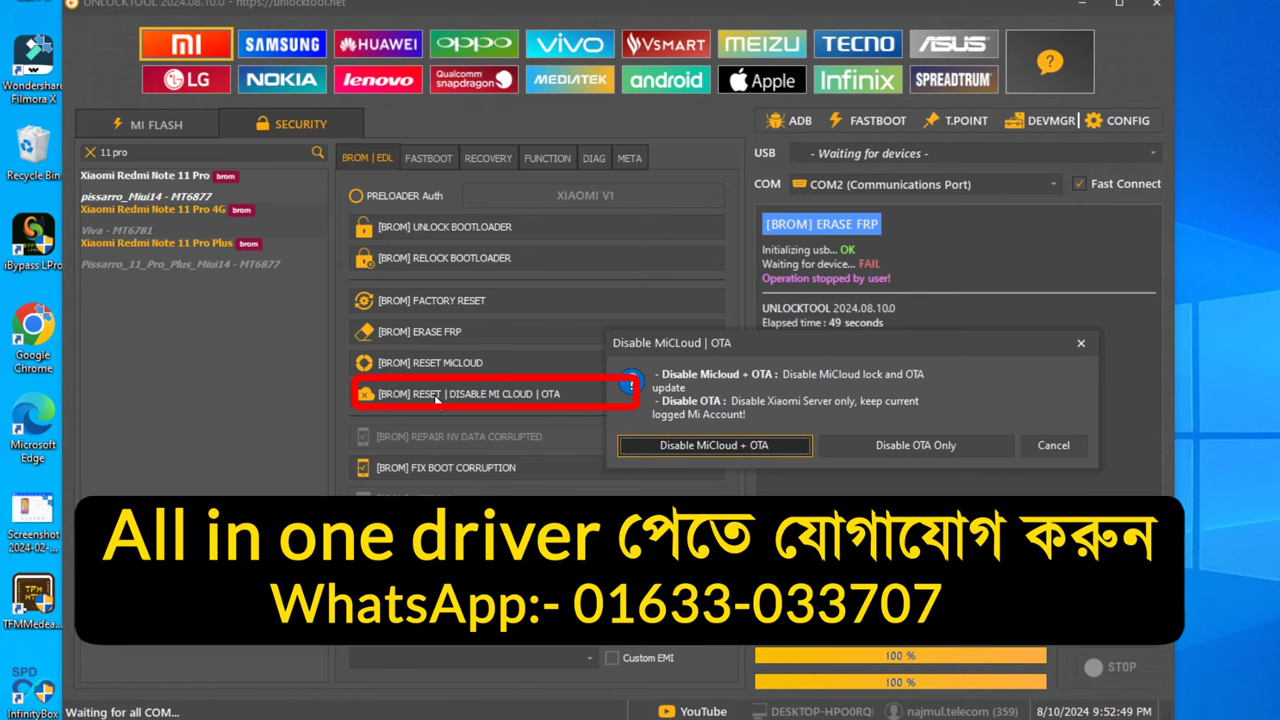 UNLOCKTOOL 2024.08.10.0 - https://unlocktool.net
mi
SAMSUNG
HUAWEI
oppo
vivo
VSMART
MEIZU
TECNO
ASUS
?
LG
NOKIA
lenovo
Qualcomm
snapdragon
MEDIATEK
android
Apple
Infinix
SPREADTRUM
MI FLASH
SECURITY
ADB
FASTBOOT
T.POINT
DEVMGR
CONFIG
11 pro
Xiaomi Redmi Note 11 Pro brom
pissarro_Miui14 - MT6877
Xiaomi Redmi Note 11 Pro 4G brom
Viva - MT6781
Xiaomi Redmi Note 11 Pro Plus brom
Pissarro_11_Pro_Plus_Miui14 - MT6877
BROM | EDL
FASTBOOT
RECOVERY
FUNCTION
DIAG
META
PRELOADER Auth
XIAOMI V1
[BROM] UNLOCK BOOTLOADER
[BROM] RELOCK BOOTLOADER
[BROM] FACTORY RESET
[BROM] ERASE FRP
[BROM] RESET MiCLOUD
[BROM] RESET | DISABLE MI CLOUD | OTA
[BROM] REPAIR NV DATA CORRUPTED
[BROM] FIX BOOT CORRUPTION
USB
- Waiting for devices -
COM
COM2 (Communications Port)
Fast Connect
[BROM] ERASE FRP
Initializing usb... OK
Waiting for device... FAIL
Operation stopped by user!
UNLOCKTOOL 2024.08.10.0
Elapsed time : 49 seconds
Disable MiCLoud | OTA
- Disable Micloud + OTA : Disable MiCloud lock and OTA
update
- Disable OTA : Disable Xiaomi Server only, keep current
logged Mi Account!
Disable MiCloud + OTA
Disable OTA Only
Cancel
Wondershare
Filmora X
Recycle Bin
iBypass LPro
Google
Chrome
Microsoft
Edge
Screenshot
2024-02-...
TFMMedea...
SPD
InfinityBox
All in one driver পেতে যোগাযোগ করুন
WhatsApp:- 01633-033707
Custom EMI
100 %
100 %
STOP
Waiting for all COM...
YouTube
DESKTOP-HPO0RQ
najmul.telecom (359)
8/10/2024 9:52:49 PM